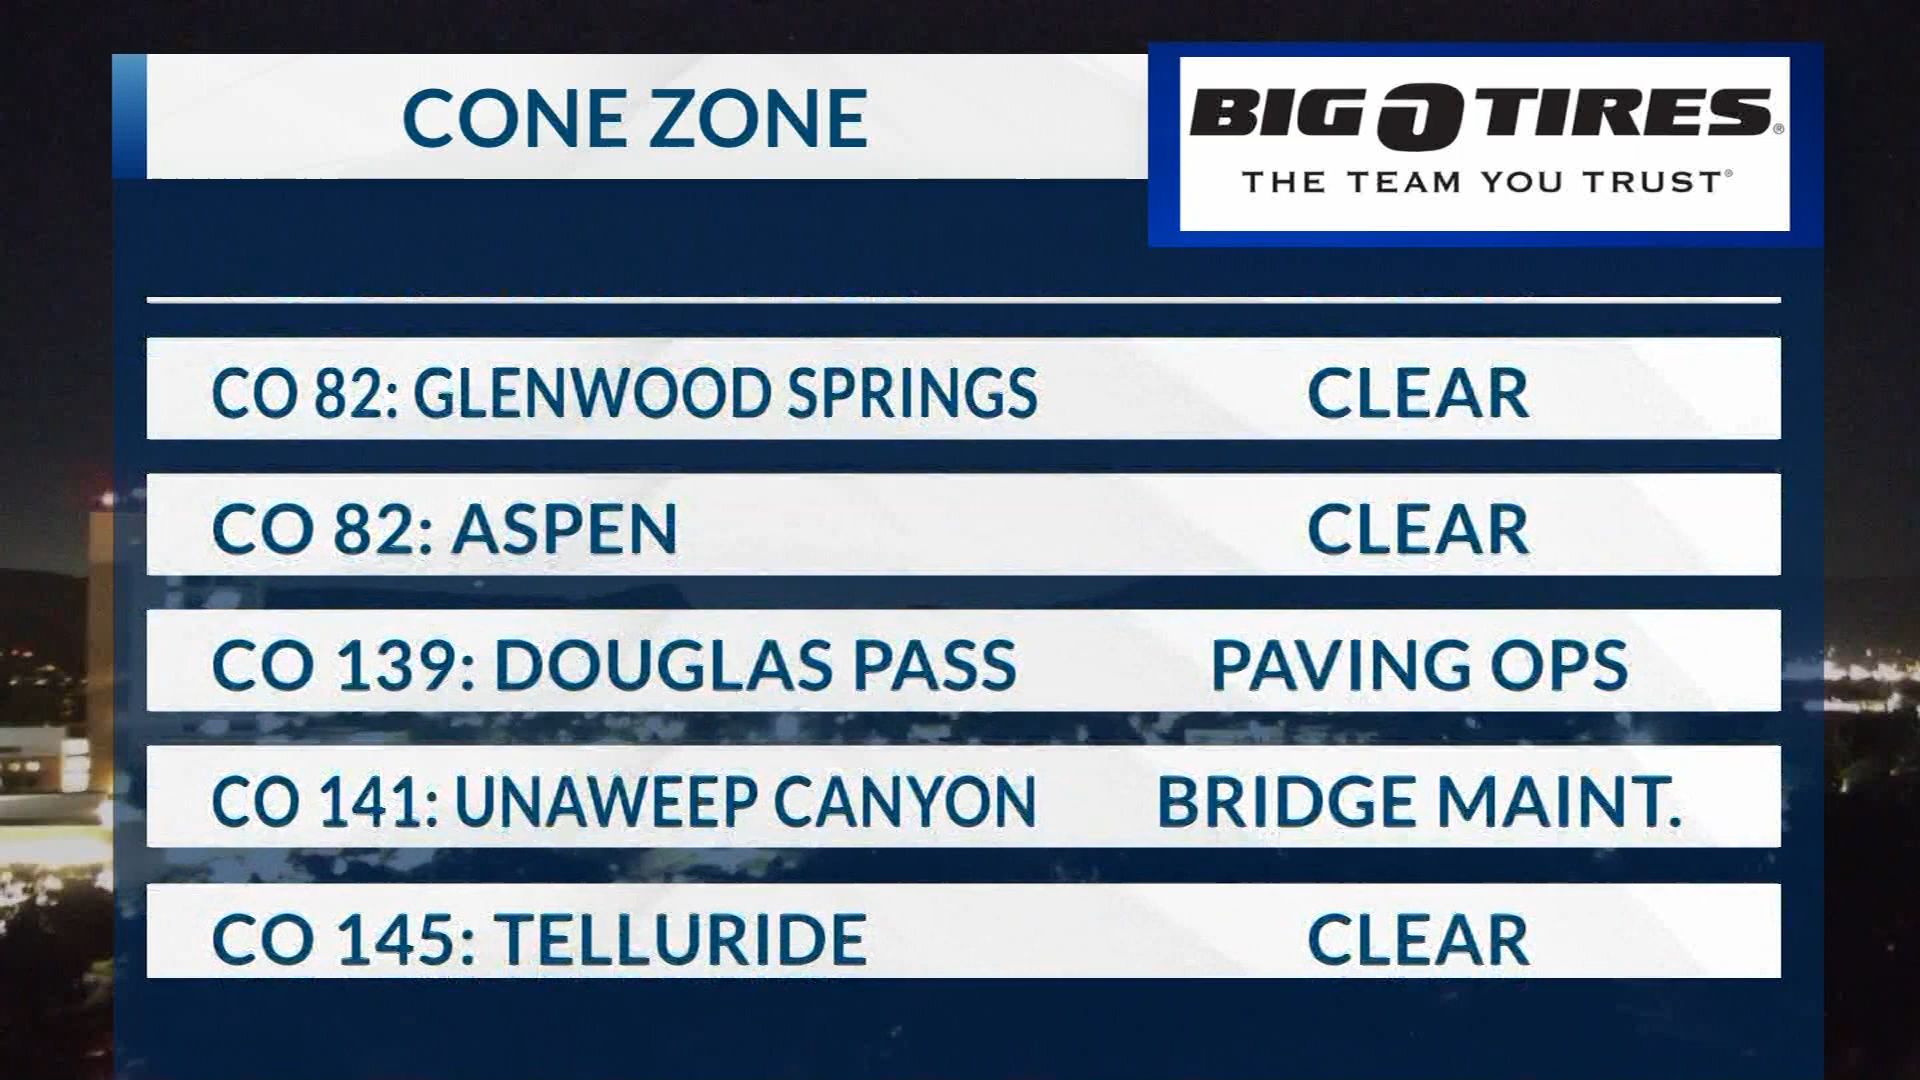 CONE ZONE
BIG O TIRES®
THE TEAM YOU TRUST®
CO 82: GLENWOOD SPRINGS CLEAR
CO 82: ASPEN CLEAR
CO 139: DOUGLAS PASS PAVING OPS
CO 141: UNAWEEP CANYON BRIDGE MAINT.
CO 145: TELLURIDE CLEAR